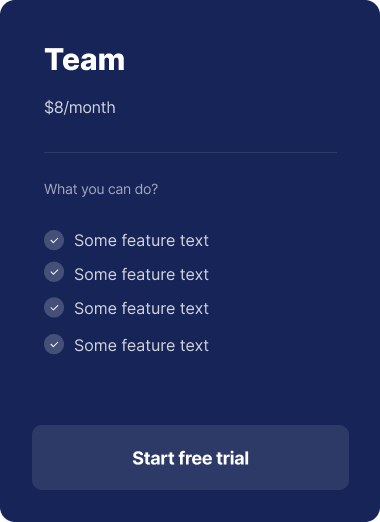 Team
$8/month
What you can do?
Some feature text
Some feature text
Some feature text
Some feature text
Start free trial